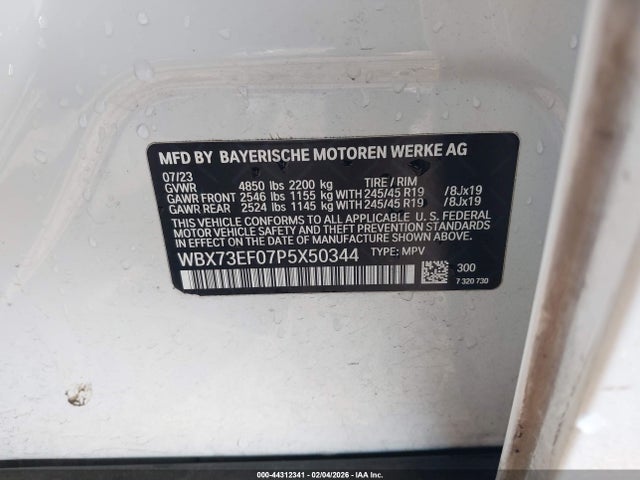 MFD BY BAYERISCHE MOTOREN WERKE AG
07/23
GVWR 4850 lbs 2200 kg TIRE / RIM
GAWR FRONT 2546 lbs 1155 kg WITH 245/45 R19 /8Jx19
GAWR REAR 2524 lbs 1145 kg WITH 245/45 R19 /8Jx19
THIS VEHICLE CONFORMS TO ALL APPLICABLE U. S. FEDERAL
MOTOR VEHICLE SAFETY AND THEFT PREVENTION STANDARDS
IN EFFECT ON THE DATE OF MANUFACTURE SHOWN ABOVE.
WBX73EF07P5X50344 TYPE: MPV
300
7 320 730
000-44312341 | 02/04/2026 - IAA Inc.